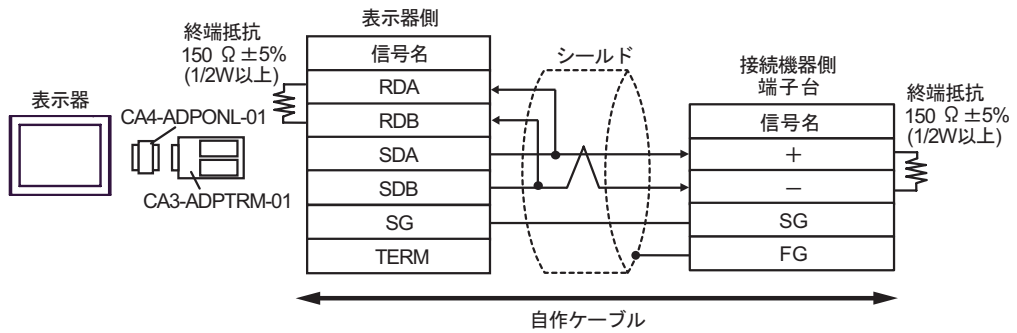 表示器
CA4-ADPONL-01
CA3-ADPTRM-01
終端抵抗
150 Ω ±5%
(1/2W以上)
表示器側
信号名
RDA
RDB
SDA
SDB
SG
TERM
シールド
接続機器側
端子台
信号名
+
−
SG
FG
終端抵抗
150 Ω ±5%
(1/2W以上)
自作ケーブル